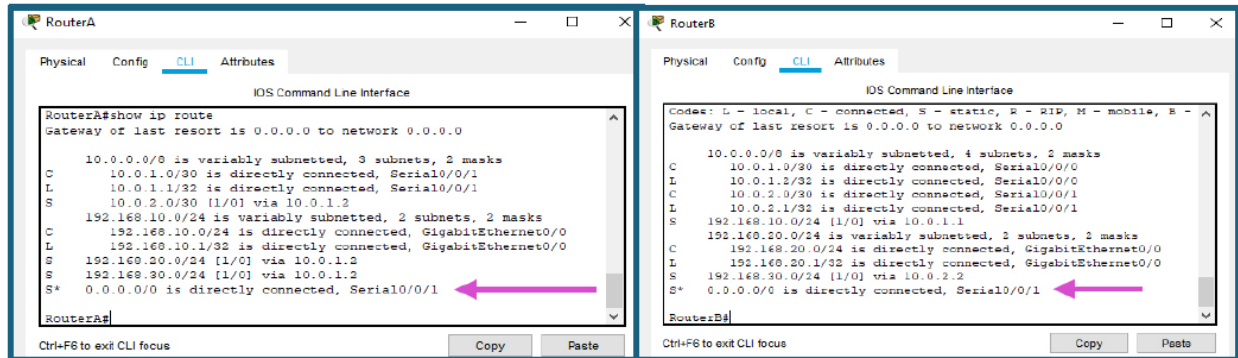 RouterA
Physical Config CLI Attributes
IOS Command Line Interface
RouterA#show ip route
Gateway of last resort is 0.0.0.0 to network 0.0.0.0
10.0.0.0/8 is variably subnetted, 3 subnets, 2 masks
C 10.0.1.0/30 is directly connected, Serial0/0/1
L 10.0.1.1/32 is directly connected, Serial0/0/1
S 10.0.2.0/30 [1/0] via 10.0.1.2
192.168.10.0/24 is variably subnetted, 2 subnets, 2 masks
C 192.168.10.0/24 is directly connected, GigabitEthernet0/0
L 192.168.10.1/32 is directly connected, GigabitEthernet0/0
S 192.168.20.0/24 [1/0] via 10.0.1.2
S 192.168.30.0/24 [1/0] via 10.0.1.2
S* 0.0.0.0/0 is directly connected, Serial0/0/1
RouterA#
Ctrl+F6 to exit CLI focus
Copy Paste
RouterB
Physical Config CLI Attributes
IOS Command Line Interface
Codes: L - local, C - connected, S - static, R - RIP, M - mobile, B -
Gateway of last resort is 0.0.0.0 to network 0.0.0.0
10.0.0.0/8 is variably subnetted, 4 subnets, 2 masks
C 10.0.1.0/30 is directly connected, Serial0/0/0
L 10.0.1.2/32 is directly connected, Serial0/0/0
C 10.0.2.0/30 is directly connected, Serial0/0/1
L 10.0.2.1/32 is directly connected, Serial0/0/1
S 192.168.10.0/24 [1/0] via 10.0.1.1
192.168.20.0/24 is variably subnetted, 2 subnets, 2 masks
C 192.168.20.0/24 is directly connected, GigabitEthernet0/0
L 192.168.20.1/32 is directly connected, GigabitEthernet0/0
S 192.168.30.0/24 [1/0] via 10.0.2.2
S* 0.0.0.0/0 is directly connected, Serial0/0/1
RouterB#
Ctrl+F6 to exit CLI focus
Copy Paste